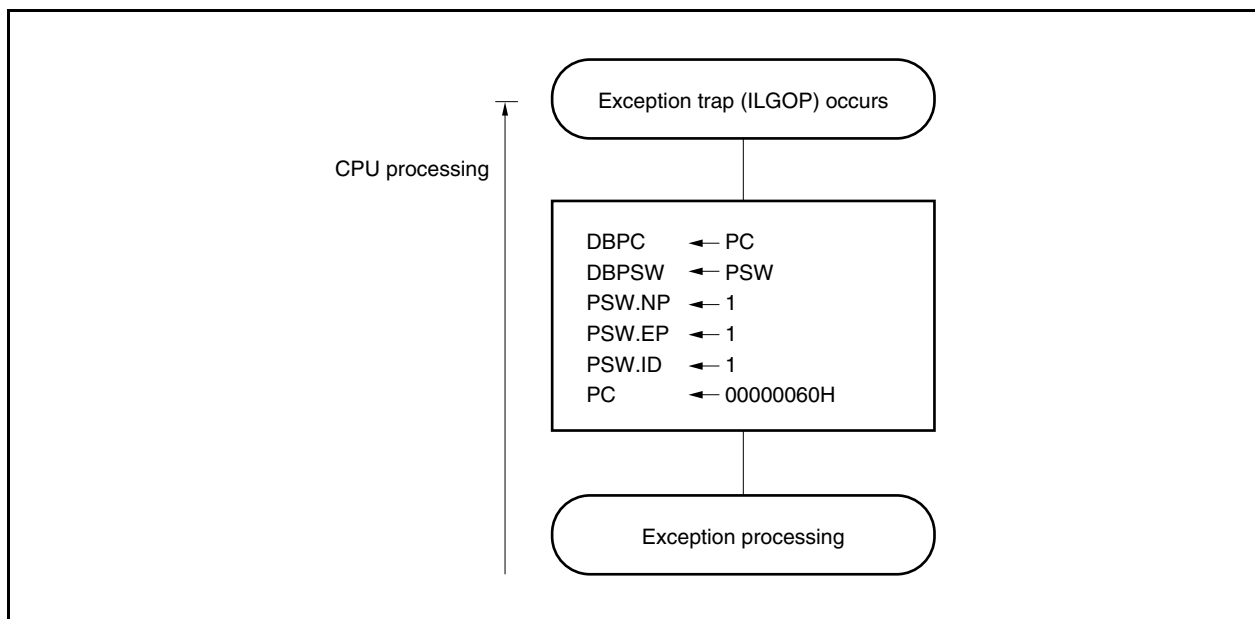 Exception trap (ILGOP) occurs
CPU processing
DBPC ← PC
DBPSW ← PSW
PSW.NP ← 1
PSW.EP ← 1
PSW.ID ← 1
PC ← 00000060H
Exception processing